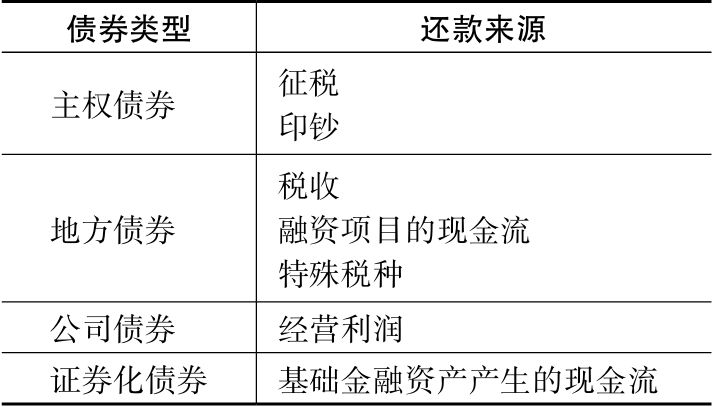 债券类型 还款来源
主权债券 征税
印钞
地方债券 税收
融资项目的现金流
特殊税种
公司债券 经营利润
证券化债券 基础金融资产产生的现金流